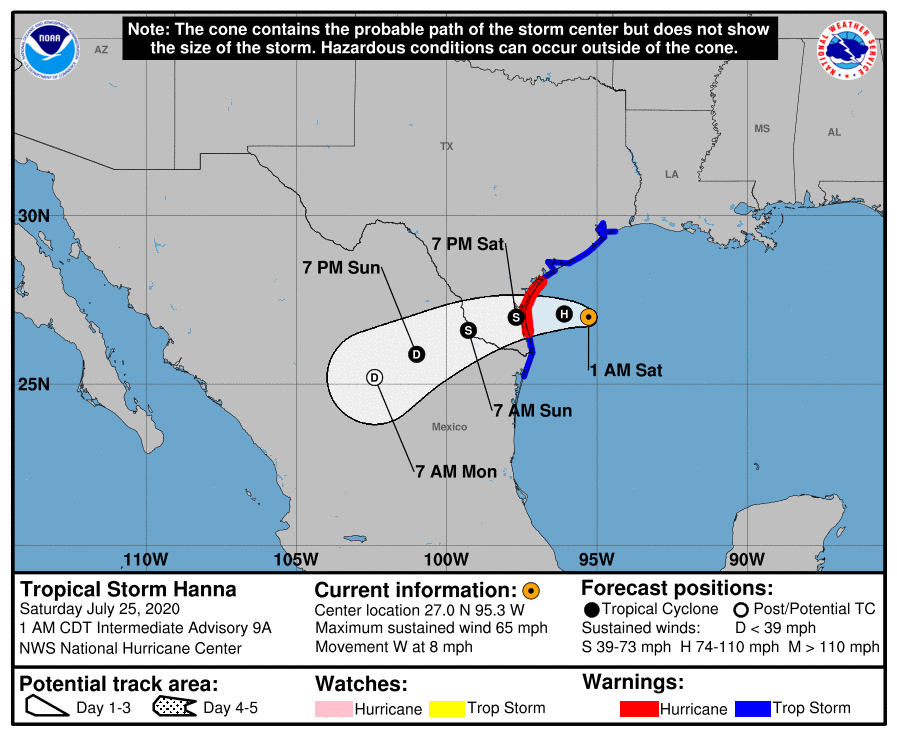 Note: The cone contains the probable path of the storm center but does not show
the size of the storm. Hazardous conditions can occur outside of the cone.
NOAA
NATIONAL WEATHER SERVICE
AZ
TX
MS
AL
LA
30N
7 PM Sat
7 PM Sun
S
H
S
D
D
1 AM Sat
25N
7 AM Sun
Mexico
7 AM Mon
110W
105W
100W
95W
90W
Tropical Storm Hanna
Saturday July 25, 2020
1 AM CDT Intermediate Advisory 9A
NWS National Hurricane Center
Current information:
Center location 27.0 N 95.3 W
Maximum sustained wind 65 mph
Movement W at 8 mph
Forecast positions:
Tropical Cyclone Post/Potential TC
Sustained winds: D < 39 mph
S 39-73 mph H 74-110 mph M > 110 mph
Potential track area:
Day 1-3 Day 4-5
Watches:
Hurricane Trop Storm
Warnings:
Hurricane Trop Storm